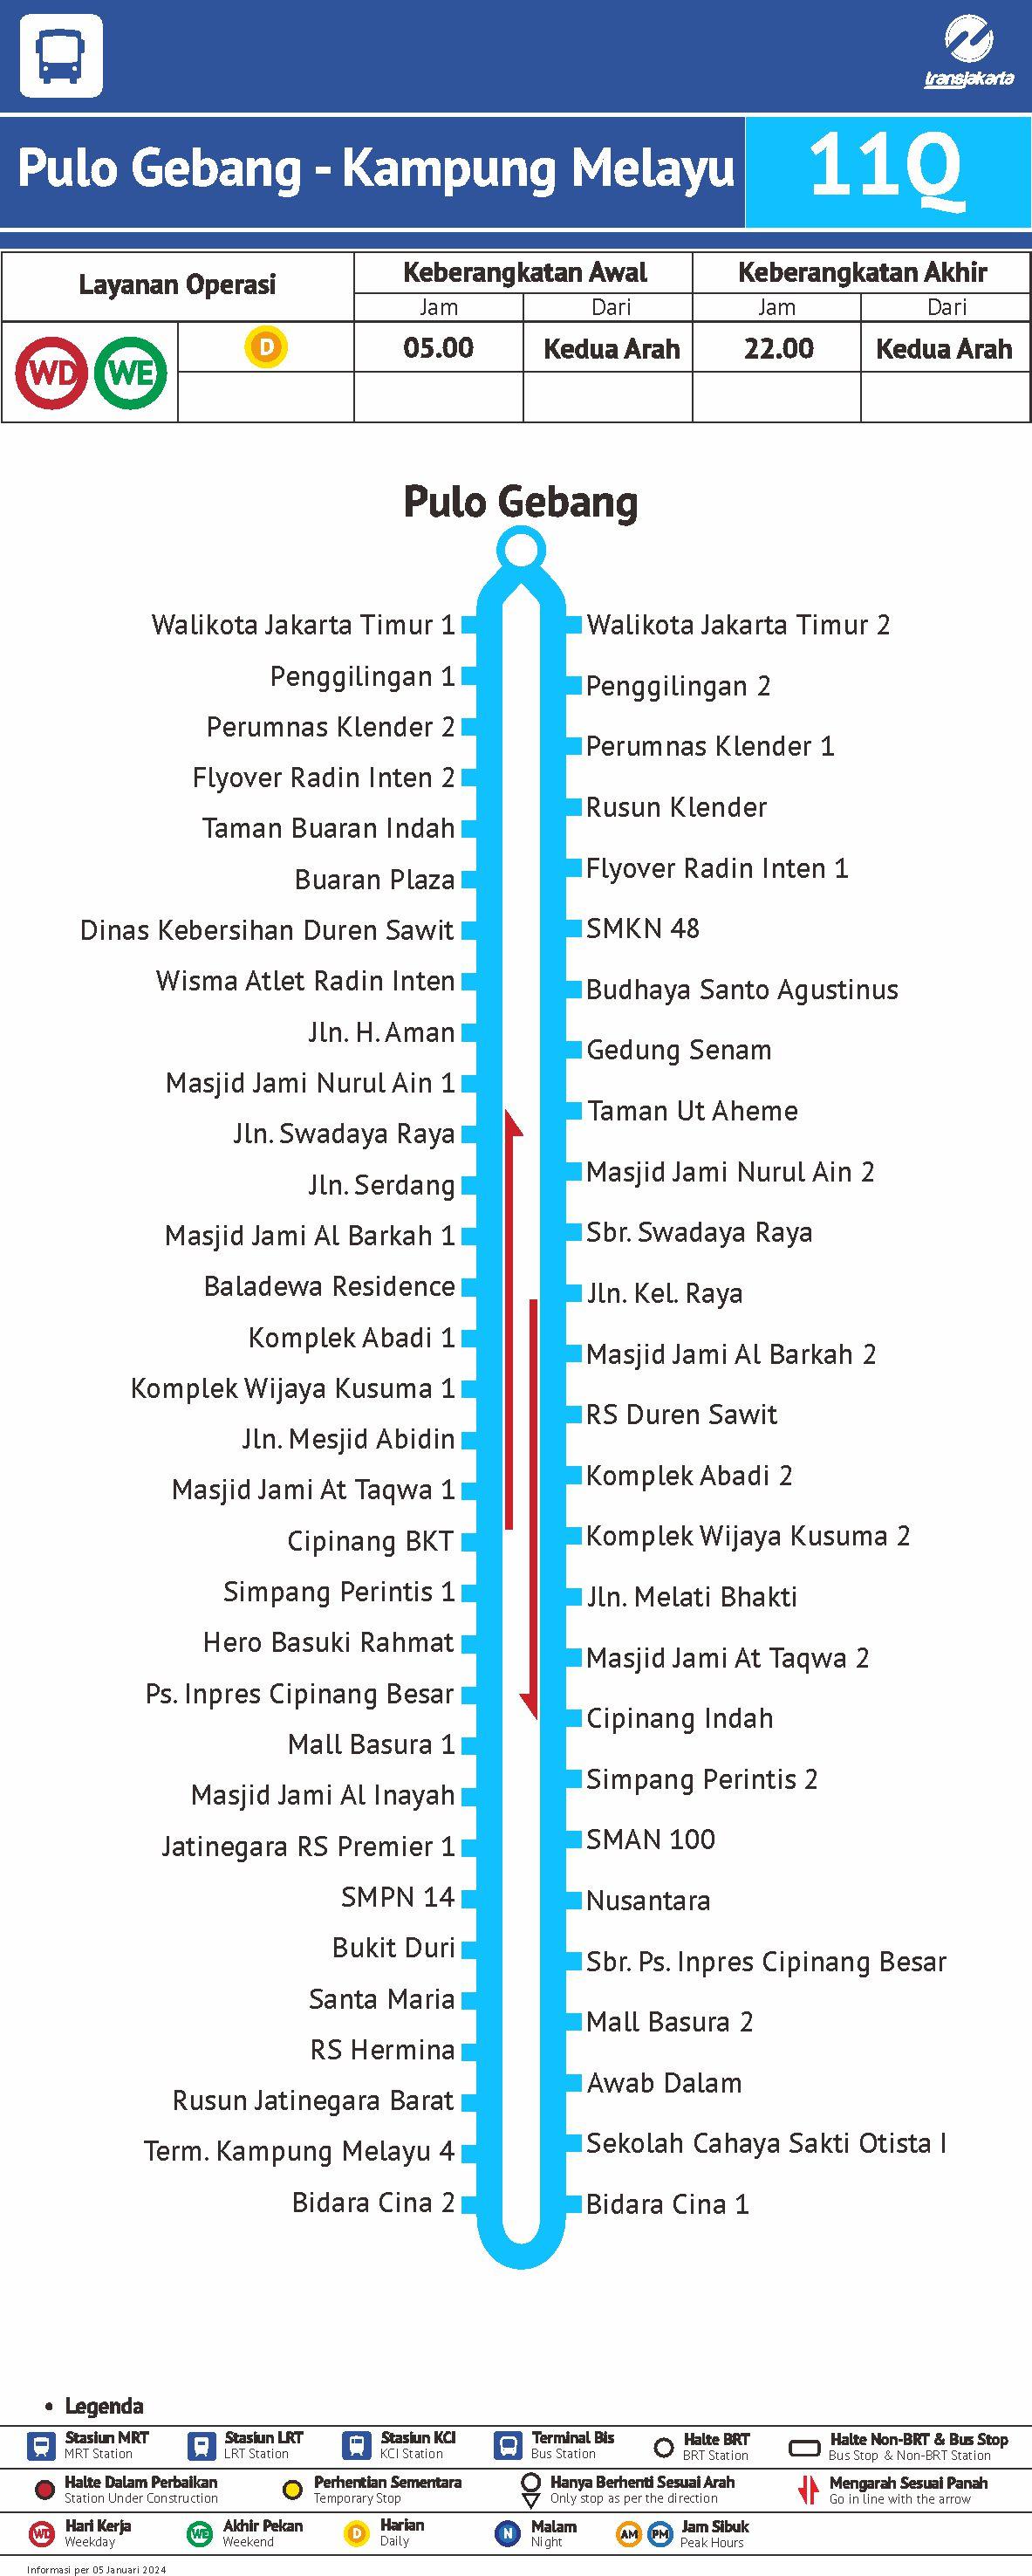 transjakarta
Pulo Gebang - Kampung Melayu
11Q
Layanan Operasi
Keberangkatan Awal
Keberangkatan Akhir
Jam
Dari
Jam
Dari
WD
WE
D
05.00
Kedua Arah
22.00
Kedua Arah
Pulo Gebang
Walikota Jakarta Timur 1
Penggilingan 1
Perumnas Klender 2
Flyover Radin Inten 2
Taman Buaran Indah
Buaran Plaza
Dinas Kebersihan Duren Sawit
Wisma Atlet Radin Inten
Jln. H. Aman
Masjid Jami Nurul Ain 1
Jln. Swadaya Raya
Jln. Serdang
Masjid Jami Al Barkah 1
Baladewa Residence
Komplek Abadi 1
Komplek Wijaya Kusuma 1
Jln. Mesjid Abidin
Masjid Jami At Taqwa 1
Cipinang BKT
Simpang Perintis 1
Hero Basuki Rahmat
Ps. Inpres Cipinang Besar
Mall Basura 1
Masjid Jami Al Inayah
Jatinegara RS Premier 1
SMPN 14
Bukit Duri
Santa Maria
RS Hermina
Rusun Jatinegara Barat
Term. Kampung Melayu 4
Bidara Cina 2
Walikota Jakarta Timur 2
Penggilingan 2
Perumnas Klender 1
Rusun Klender
Flyover Radin Inten 1
SMKN 48
Budhaya Santo Agustinus
Gedung Senam
Taman Ut Aheme
Masjid Jami Nurul Ain 2
Sbr. Swadaya Raya
Jln. Kel. Raya
Masjid Jami Al Barkah 2
RS Duren Sawit
Komplek Abadi 2
Komplek Wijaya Kusuma 2
Jln. Melati Bhakti
Masjid Jami At Taqwa 2
Cipinang Indah
Simpang Perintis 2
SMAN 100
Nusantara
Sbr. Ps. Inpres Cipinang Besar
Mall Basura 2
Awab Dalam
Sekolah Cahaya Sakti Otista I
Bidara Cina 1
• Legenda
Stasiun MRT
MRT Station
Stasiun LRT
LRT Station
Stasiun KCI
KCI Station
Terminal Bis
Bus Station
Halte BRT
BRT Station
Halte Non-BRT & Bus Stop
Bus Stop & Non-BRT Station
Halte Dalam Perbaikan
Station Under Construction
Perhentian Sementara
Temporary Stop
Hanya Berhenti Sesuai Arah
Only stop as per the direction
Mengarah Sesuai Panah
Go in line with the arrow
WD
Hari Kerja
Weekday
WE
Akhir Pekan
Weekend
D
Harian
Daily
N
Malam
Night
AM
PM
Jam Sibuk
Peak Hours
Informasi per 05 Januari 2024